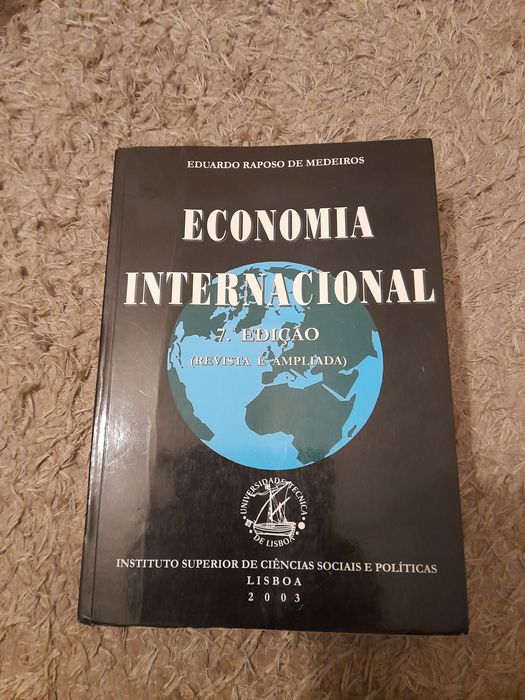 EDUARDO RAPOSO DE MEDEIROS
ECONOMIA
INTERNACIONAL
7. EDIÇÃO
(REVISTA E AMPLIADA)
UNIVERSIDADE TÉCNICA
DE LISBOA
INSTITUTO SUPERIOR DE CIÊNCIAS SOCIAIS E POLÍTICAS
LISBOA
2003